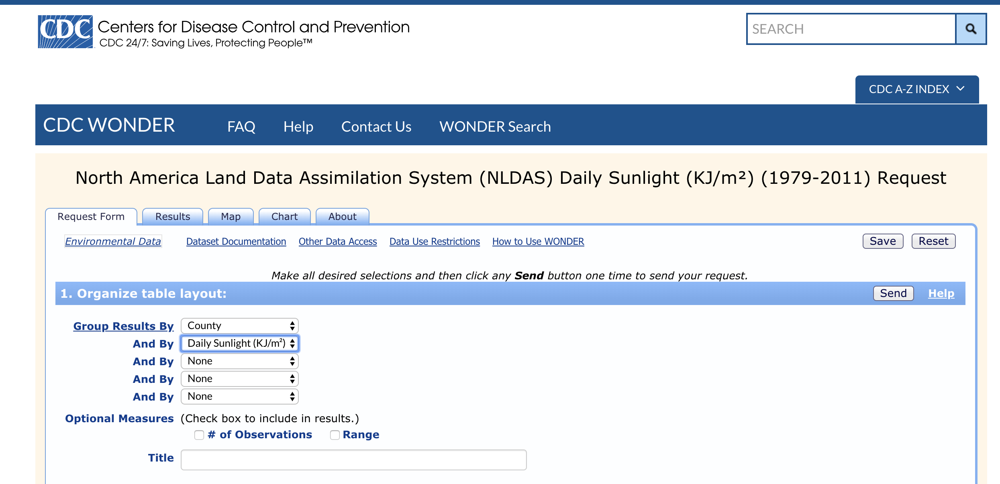 CDC Centers for Disease Control and Prevention
CDC 24/7: Saving Lives, Protecting People™
SEARCH
CDC A-Z INDEX
CDC WONDER FAQ Help Contact Us WONDER Search
North America Land Data Assimilation System (NLDAS) Daily Sunlight (KJ/m²) (1979-2011) Request
Request Form Results Map Chart About
Environmental Data Dataset Documentation Other Data Access Data Use Restrictions How to Use WONDER Save Reset
Make all desired selections and then click any Send button one time to send your request.
1. Organize table layout: Send Help
Group Results By County
And By Daily Sunlight (KJ/m²)
And By None
And By None
And By None
Optional Measures (Check box to include in results.)
# of Observations Range
Title